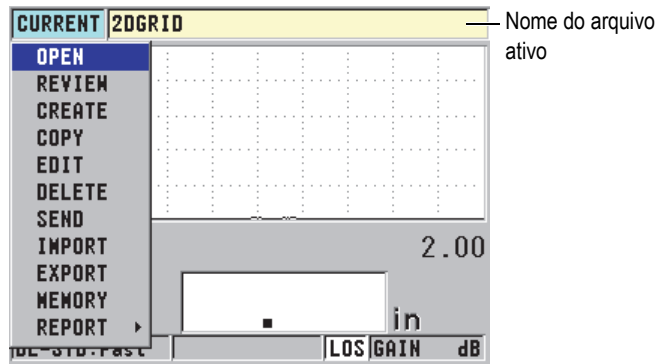 CURRENT 2DGRID
Nome do arquivo
ativo
OPEN
REVIEW
CREATE
COPY
EDIT
DELETE
SEND
IMPORT
EXPORT
MEMORY
REPORT
2.00
in
LOS GAIN dB